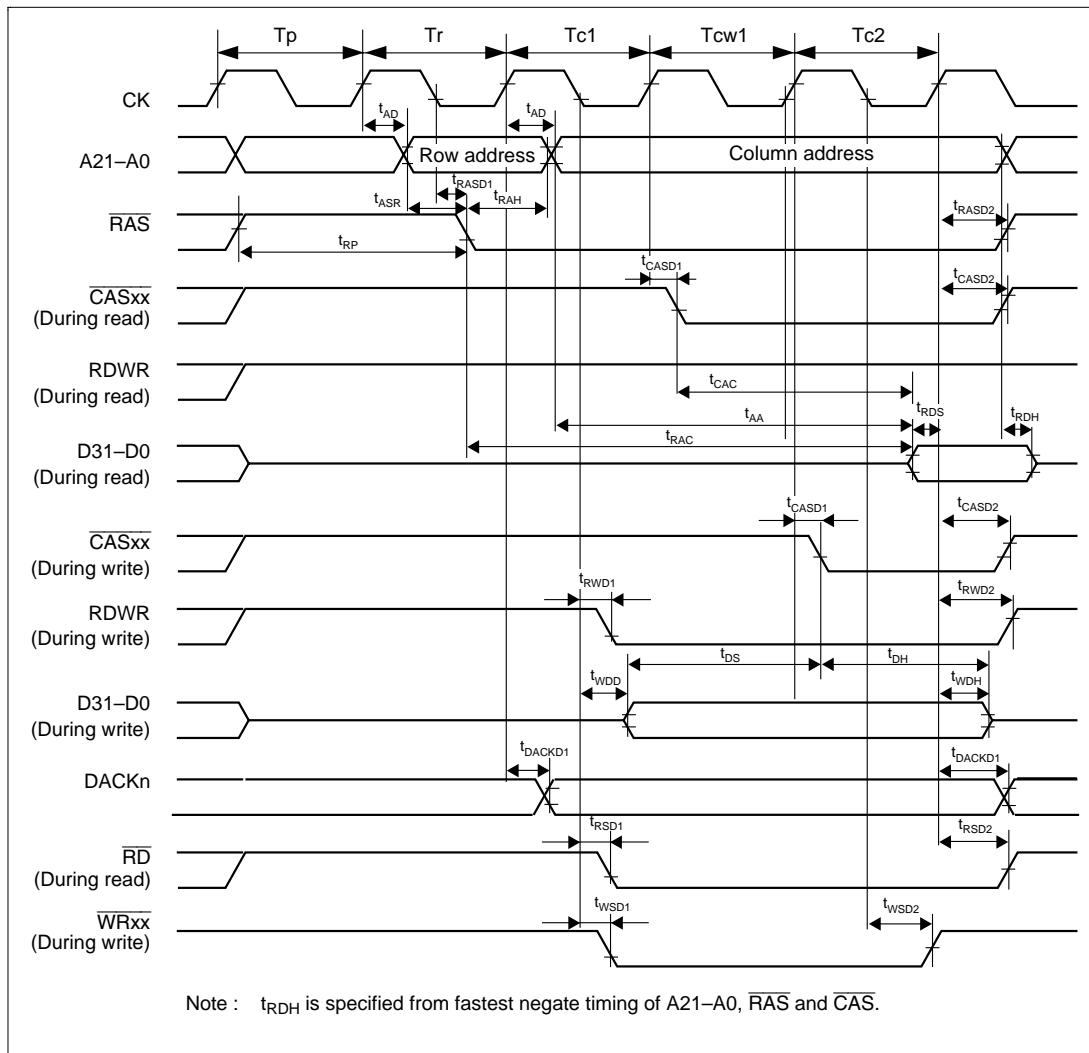 Tp Tr Tc1 Tcw1 Tc2
CK
tAD tAD
A21–A0 Row address Column address
tRASD1
tASR tRAH
RAS tRASD2
tRP
tCASD1 tCASD2
CASxx
(During read)
RDWR
(During read)
tCAC
tRDS
tAA tRDH
tRAC
D31–D0
(During read)
tCASD1 tCASD2
CASxx
(During write)
tRWD1 tRWD2
RDWR
(During write)
tDS tDH
tWDD tWDH
D31–D0
(During write)
tDACKD1 tDACKD1
DACKn
tRSD1 tRSD2
RD
(During read)
tWSD1 tWSD2
WRxx
(During write)
Note : tRDH is specified from fastest negate timing of A21–A0, RAS and CAS.